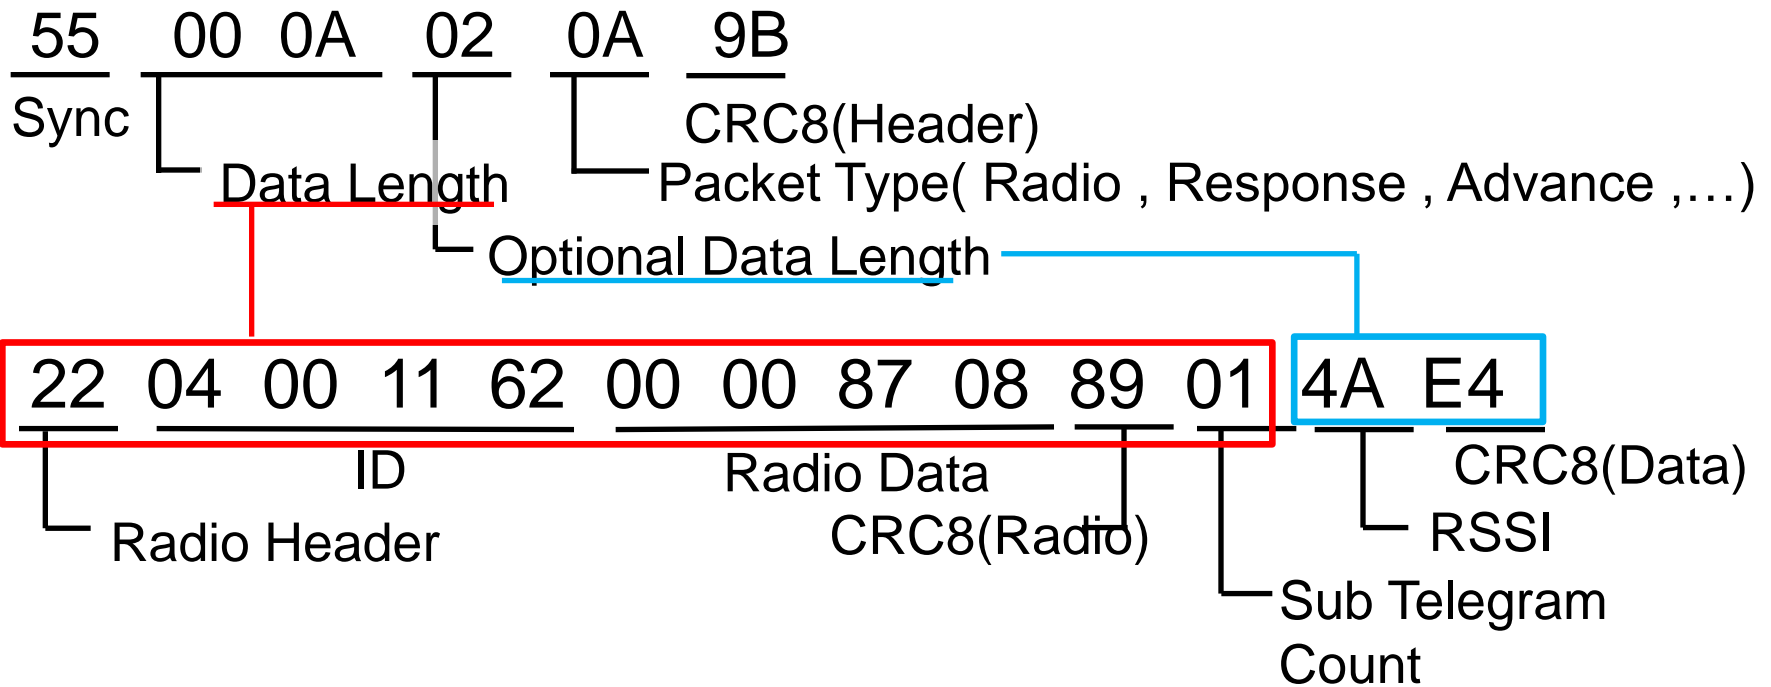 55 00 0A 02 0A 9B
Sync
CRC8(Header)
Data Length
Packet Type( Radio , Response , Advance ,…)
Optional Data Length
22 04 00 11 62 00 00 87 08 89 01 4A E4
ID
Radio Data
CRC8(Data)
Radio Header
CRC8(Radio)
RSSI
Sub Telegram
Count